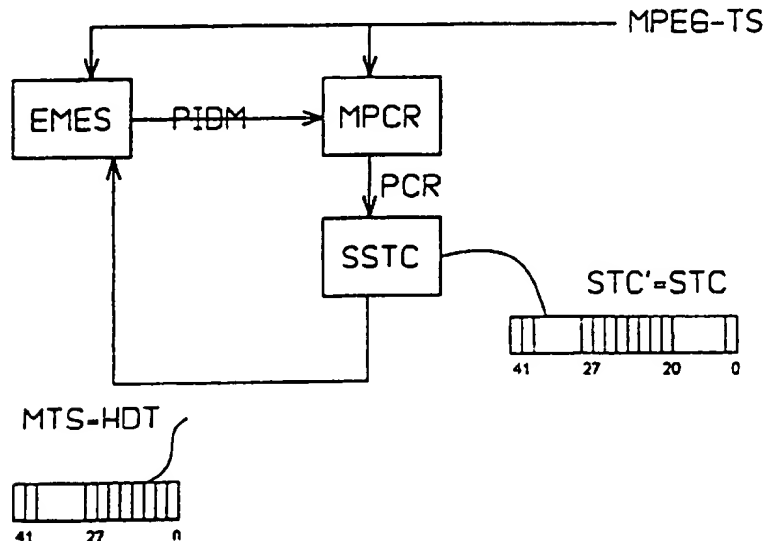 MPEG-TS
EMES
PIDM
MPCR
PCR
SSTC
STC'=STC
41 27 20 0
MTS=HDT
41 27 0